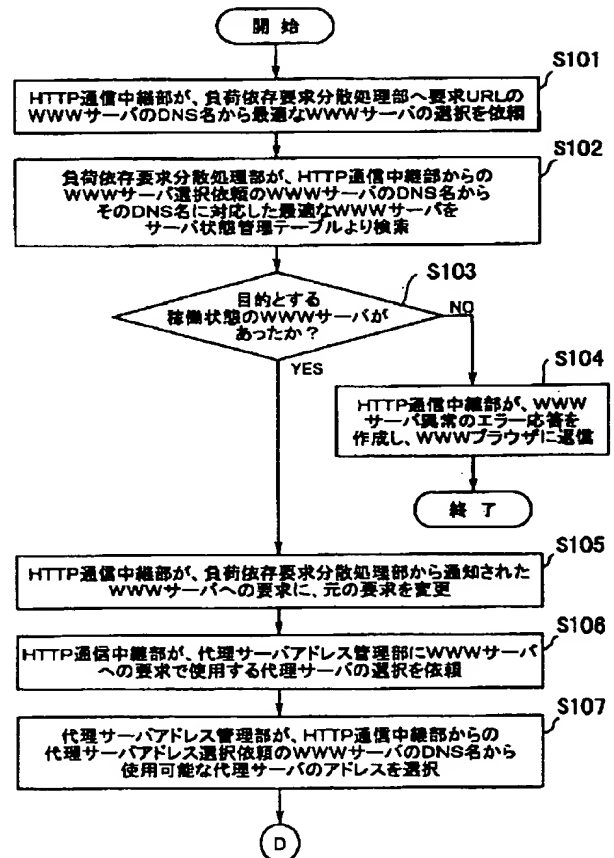 開始
S101
HTTP通信中継部が、負荷依存要求分散処理部へ要求URLの
WWWサーバのDNS名から最適なWWWサーバの選択を依頼
S102
負荷依存要求分散処理部が、HTTP通信中継部からの
WWWサーバ選択依頼のWWWサーバのDNS名から
そのDNS名に対応した最適なWWWサーバを
サーバ状態管理テーブルより検索
S103
目的とする
稼働状態のWWWサーバが
あったか？
NO
YES
S104
HTTP通信中継部が、WWW
サーバ異常のエラー応答を
作成し、WWWブラウザに返信
終了
S105
HTTP通信中継部が、負荷依存要求分散処理部から通知された
WWWサーバへの要求に、元の要求を変更
S106
HTTP通信中継部が、代理サーバアドレス管理部にWWWサーバ
への要求で使用する代理サーバの選択を依頼
S107
代理サーバアドレス管理部が、HTTP通信中継部からの
代理サーバアドレス選択依頼のWWWサーバのDNS名から
使用可能な代理サーバのアドレスを選択
D